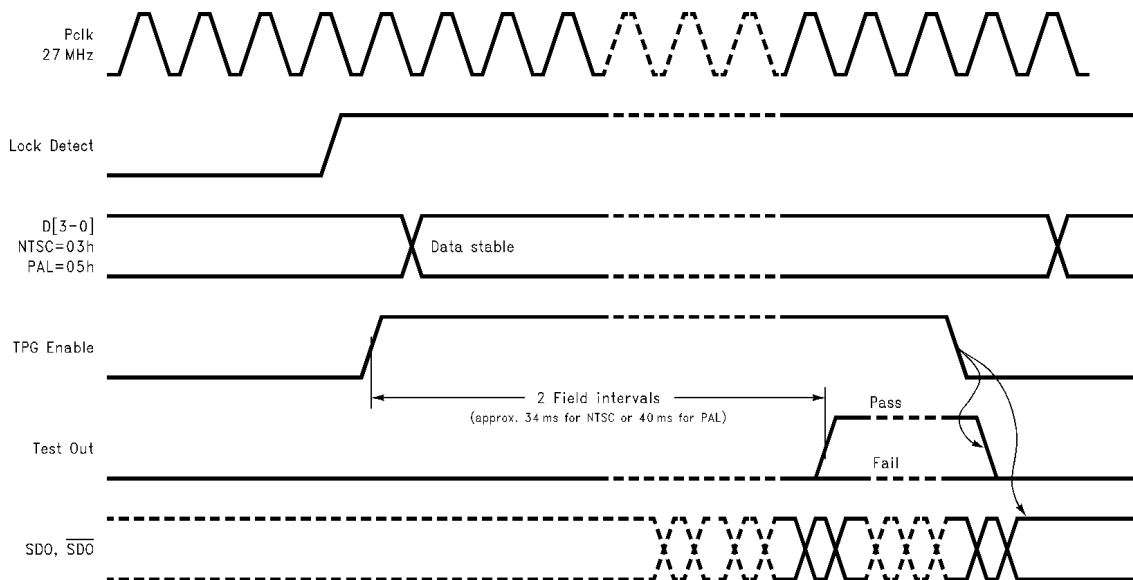 Pclk
27 MHz
Lock Detect
D[3-0]
NTSC=03h
PAL=05h
Data stable
TPG Enable
2 Field intervals
(approx. 34 ms for NTSC or 40 ms for PAL)
Pass
Test Out
Fail
SDO, S̅D̅O̅